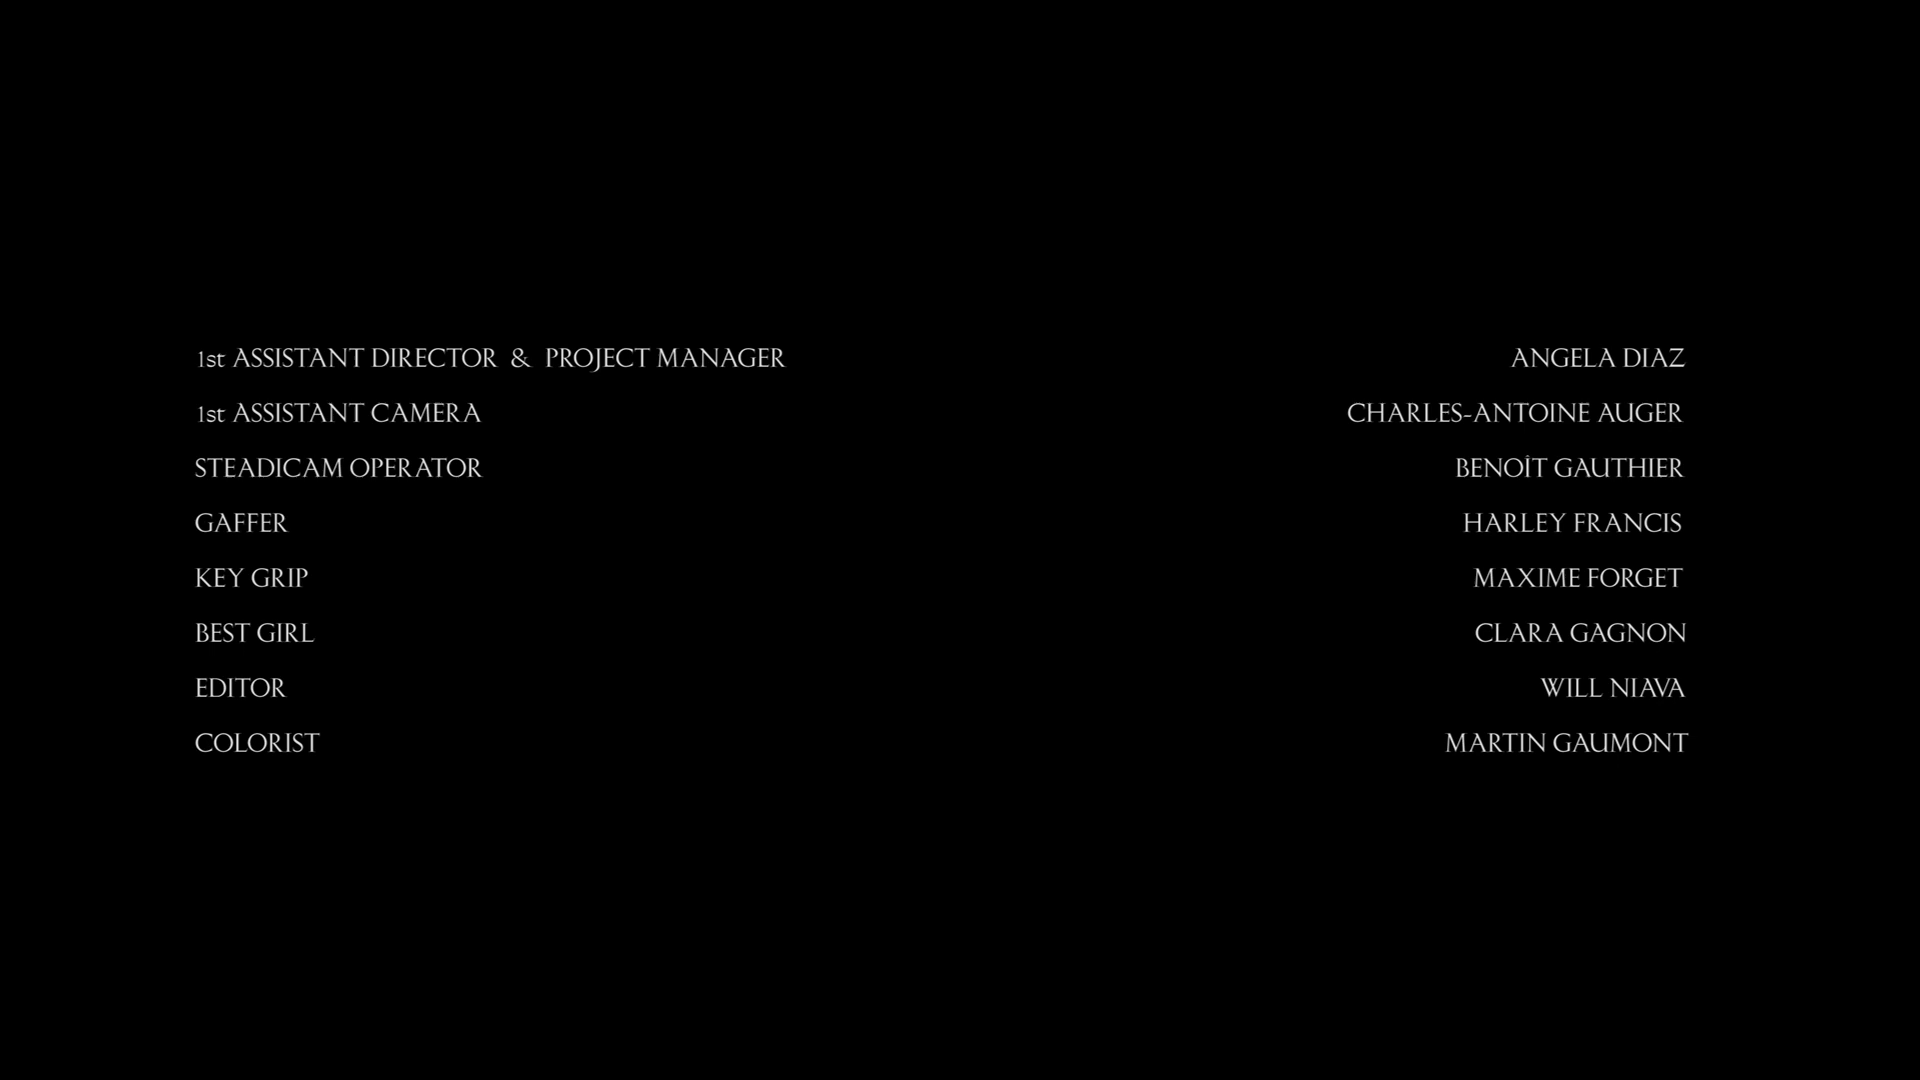 1st ASSISTANT DIRECTOR & PROJECT MANAGER ANGELA DIAZ
1st ASSISTANT CAMERA CHARLES-ANTOINE AUGER
STEADICAM OPERATOR BENOÎT GAUTHIER
GAFFER HARLEY FRANCIS
KEY GRIP MAXIME FORGET
BEST GIRL CLARA GAGNON
EDITOR WILL NIAVA
COLORIST MARTIN GAUMONT